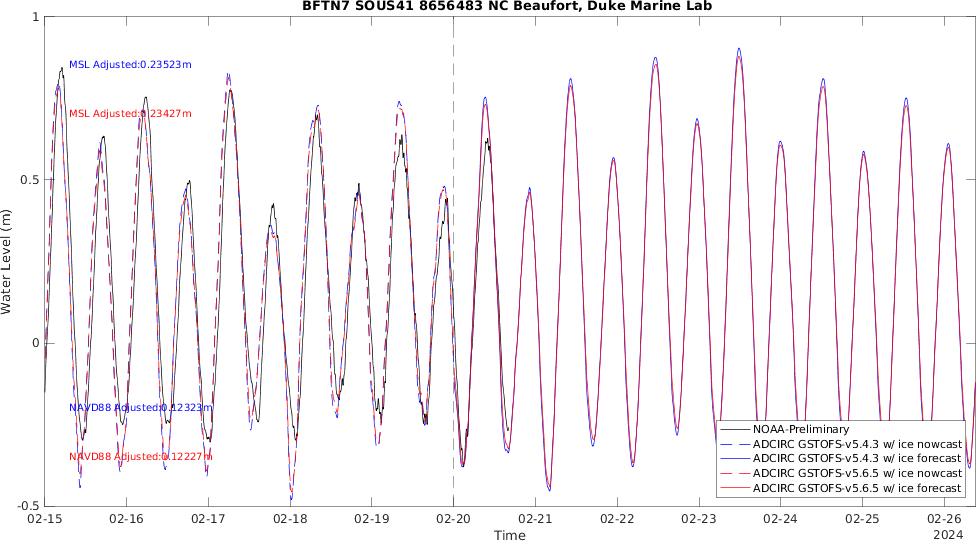 BFTN7 SOUS41 8656483 NC Beaufort, Duke Marine Lab
1
MSL Adjusted:0.23523m
MSL Adjusted:0.23427m
0.5
Water Level (m)
0
NAVD88 Adjusted:0.12323m
NAVD88 Adjusted:0.12227m
-0.5
NOAA-Preliminary
ADCIRC GSTOFS-v5.4.3 w/ ice nowcast
ADCIRC GSTOFS-v5.4.3 w/ ice forecast
ADCIRC GSTOFS-v5.6.5 w/ ice nowcast
ADCIRC GSTOFS-v5.6.5 w/ ice forecast
02-15 02-16 02-17 02-18 02-19 02-20 02-21 02-22 02-23 02-24 02-25 02-26
Time
2024